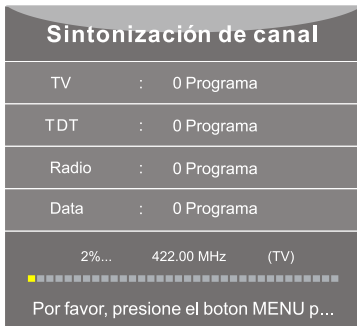 Sintonización de canal
TV : 0 Programa
TDT : 0 Programa
Radio : 0 Programa
Data : 0 Programa
2%... 422.00 MHz (TV)
Por favor, presione el boton MENU p...